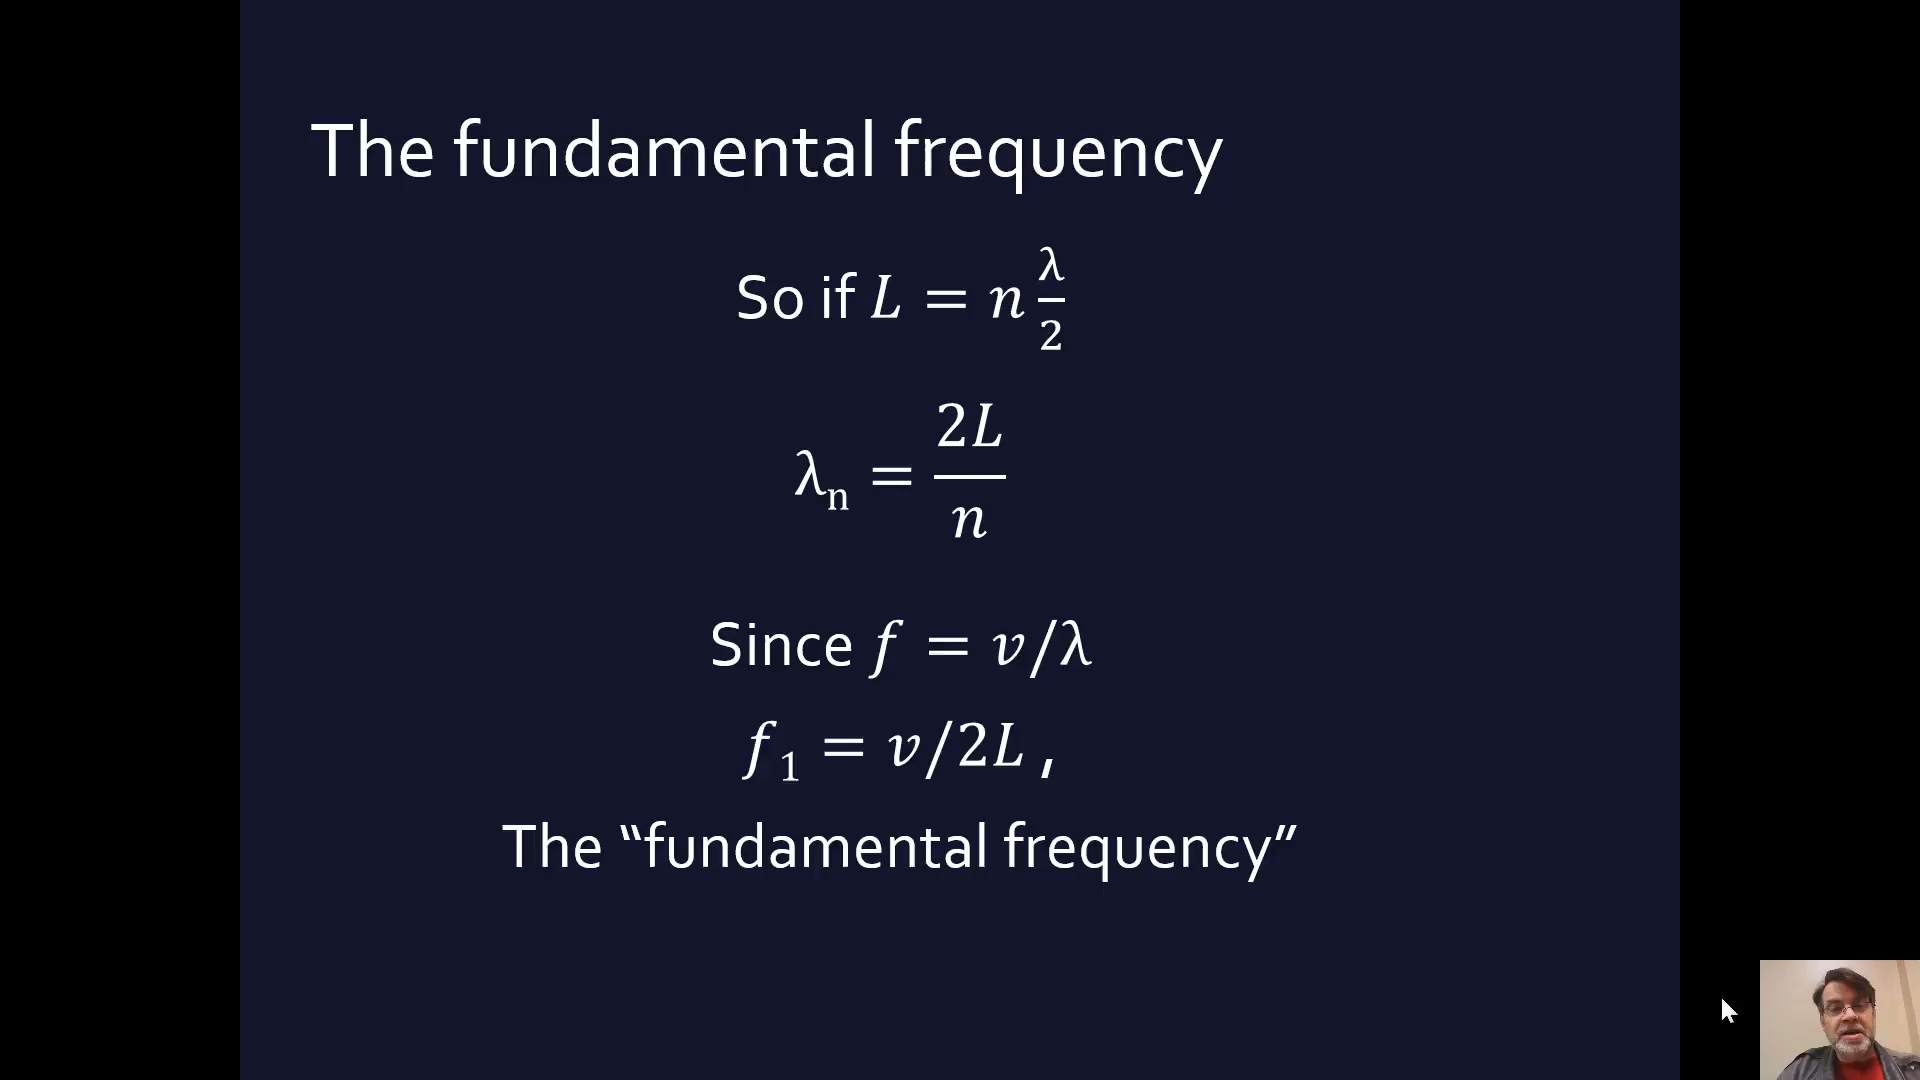 The fundamental frequency
So if L = n λ/2
λₙ = 2L/n
Since f = v/λ
f₁ = v/2L ,
The “fundamental frequency”